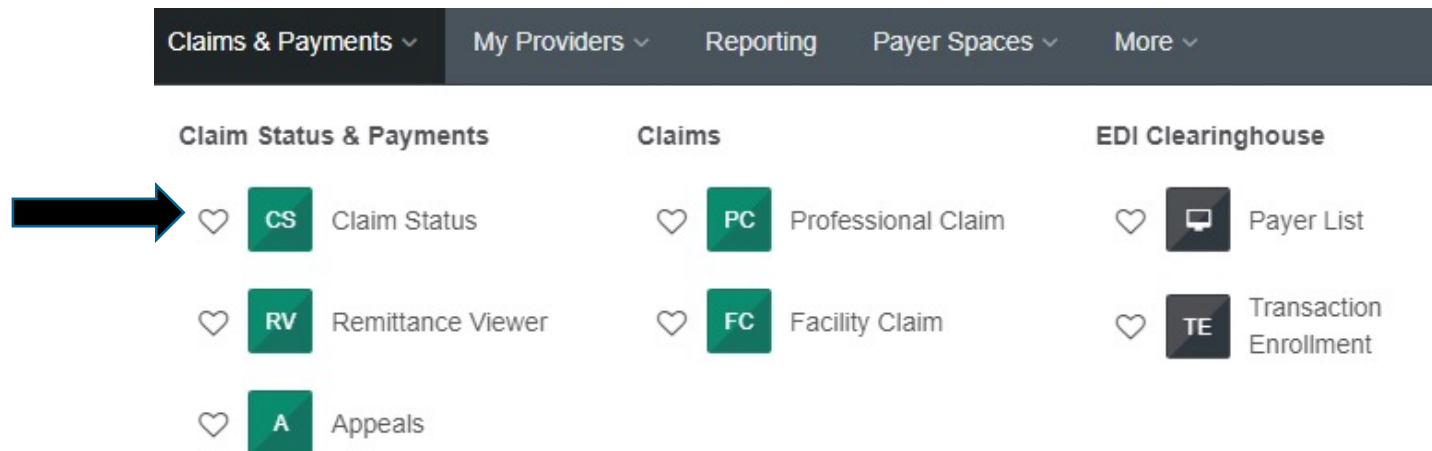 Claims & Payments My Providers Reporting Payer Spaces More
Claim Status & Payments Claims EDI Clearinghouse
CS Claim Status PC Professional Claim Payer List
RV Remittance Viewer FC Facility Claim TE Transaction
Enrollment
A Appeals